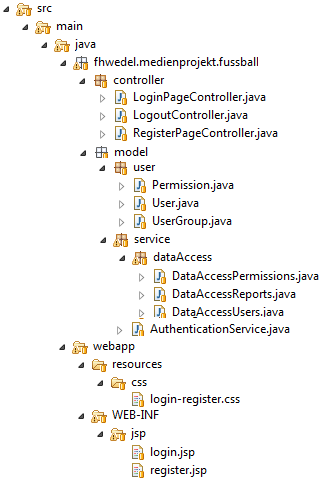 src
main
java
fhwedel.medienprojekt.fussball
controller
LoginPageController.java
LogoutController.java
RegisterPageController.java
model
user
Permission.java
User.java
UserGroup.java
service
dataAccess
DataAccessPermissions.java
DataAccessReports.java
DataAccessUsers.java
AuthenticationService.java
webapp
resources
css
login-register.css
WEB-INF
jsp
login.jsp
register.jsp